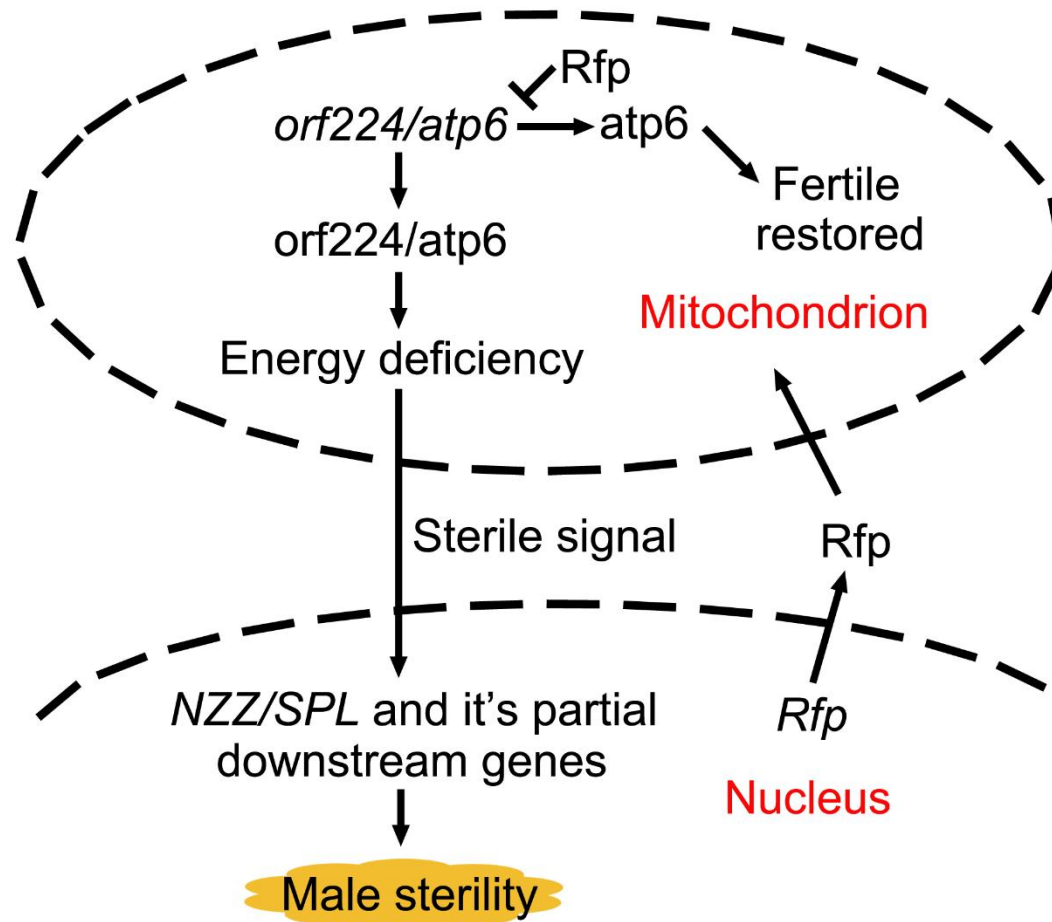 Rfp
orf224/atp6
atp6
Fertile
restored
orf224/atp6
Mitochondrion
Energy deficiency
Sterile signal
Rfp
NZZ/SPL and it's partial
downstream genes
Rfp
Nucleus
Male sterility